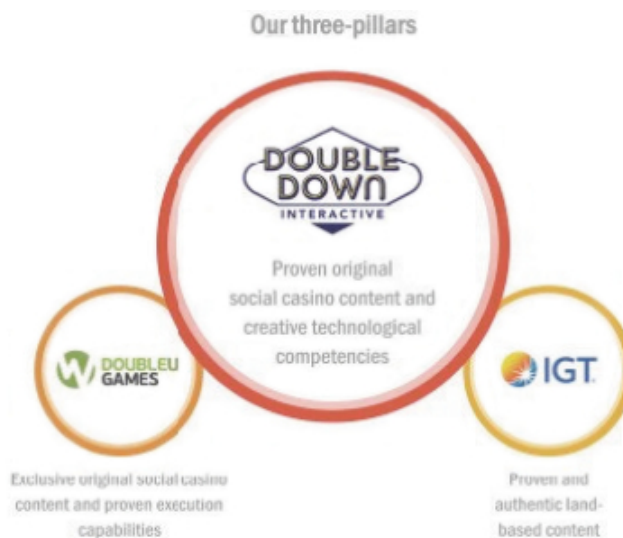 Our three-pillars
DOUBLE
DOWN
INTERACTIVE
Proven original
social casino content and
creative technological
competencies
W DOUBLEU
GAMES
IGT
Exclusive original social casino
content and proven execution
capabilities
Proven and
authentic land-
based content